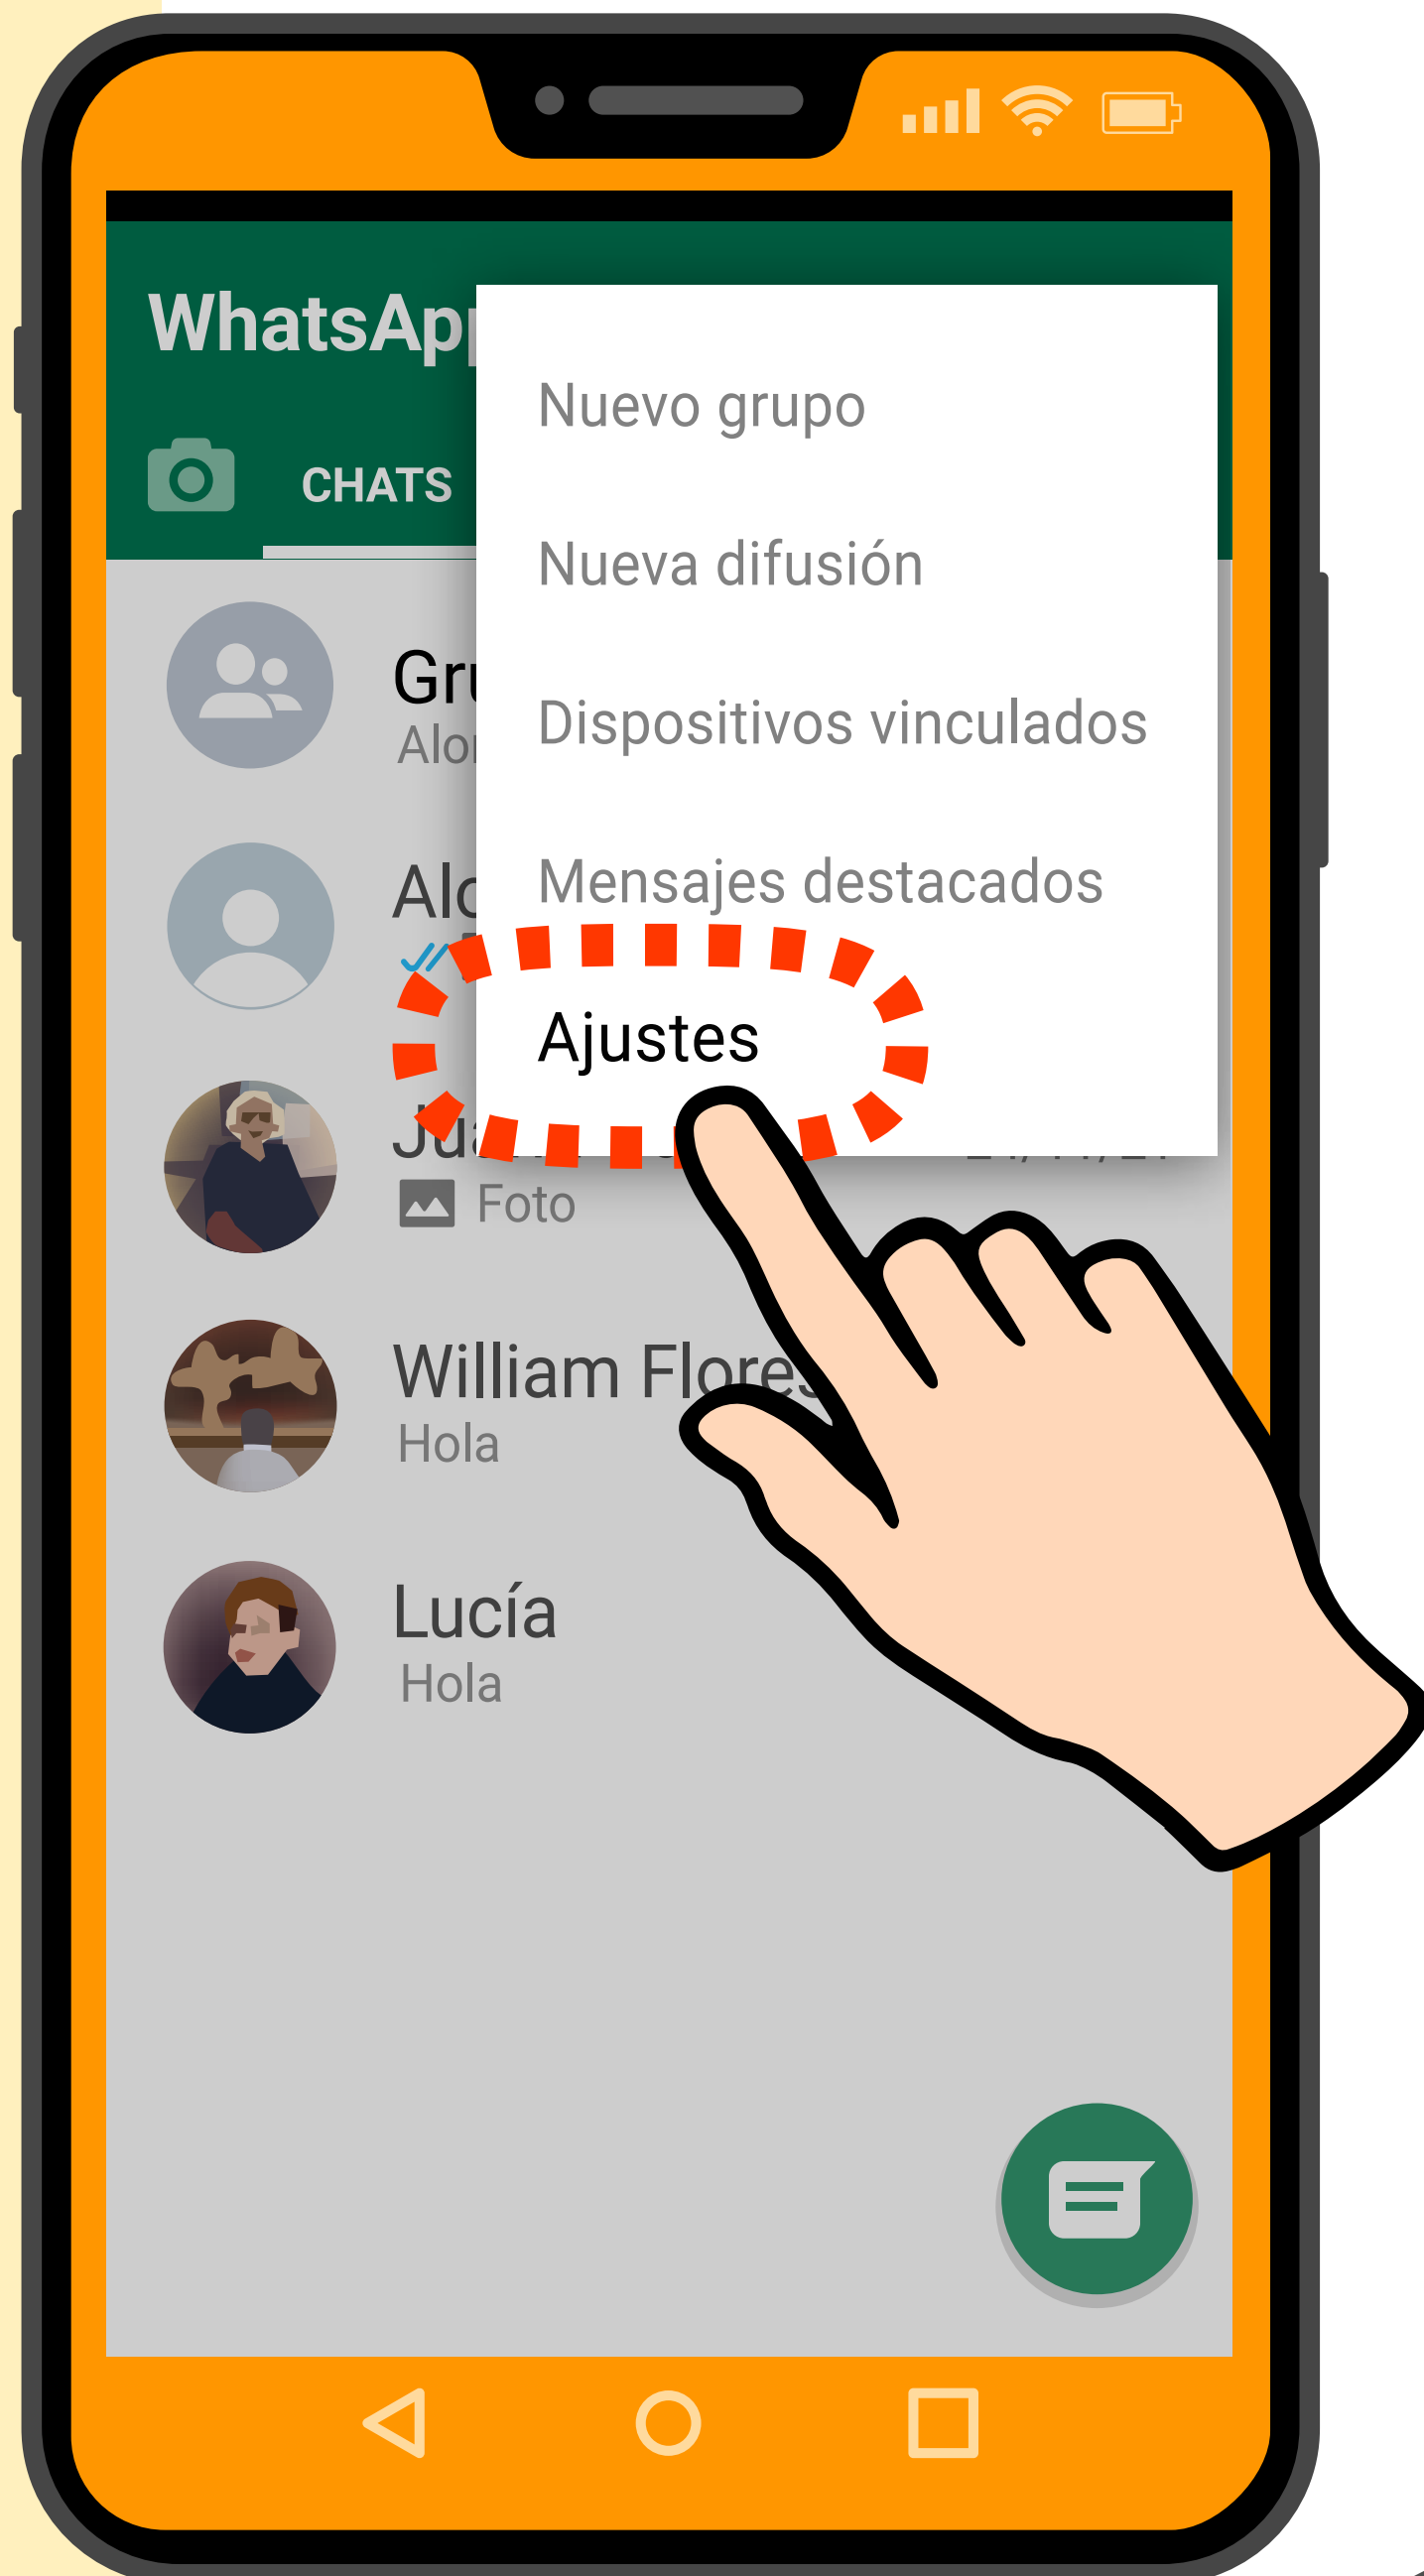 WhatsApp
CHATS
Nuevo grupo
Nueva difusión
Dispositivos vinculados
Mensajes destacados
Ajustes
Foto
William Flores
Hola
Lucía
Hola